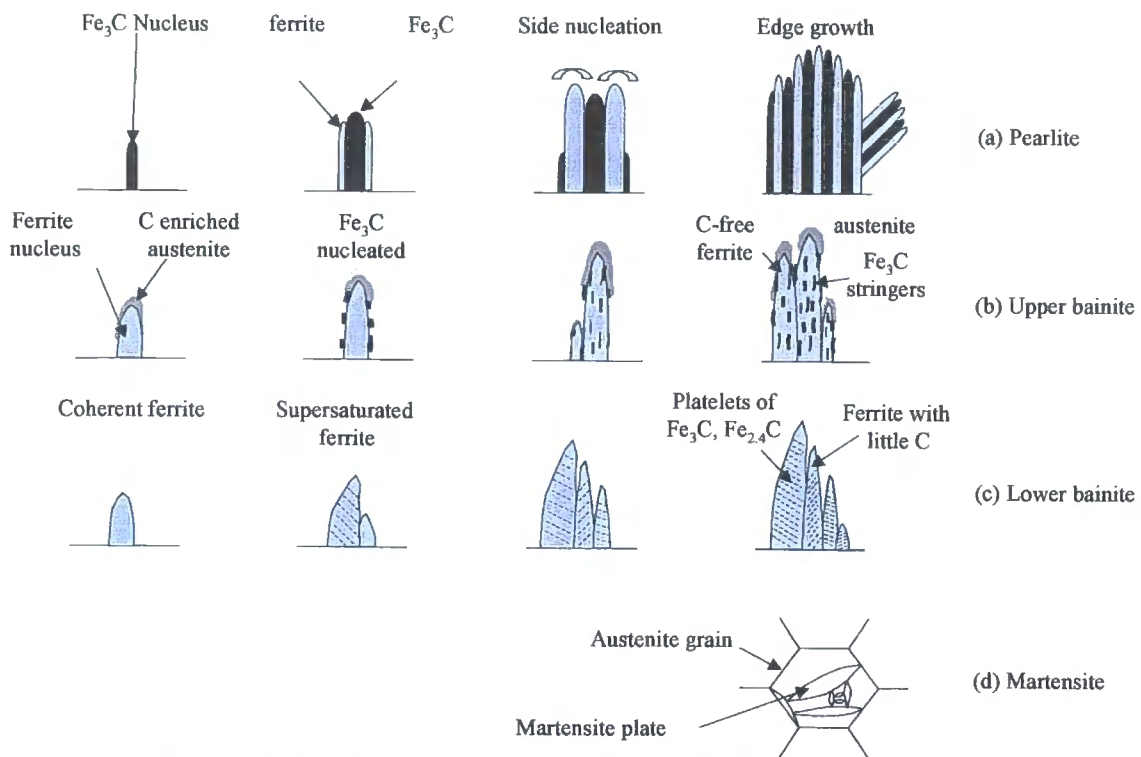 Fe₃C Nucleus
ferrite
Fe₃C
Side nucleation
Edge growth
(a) Pearlite
Ferrite
nucleus
C enriched
austenite
Fe₃C
nucleated
C-free
ferrite
austenite
Fe₃C
stringers
(b) Upper bainite
Coherent ferrite
Supersaturated
ferrite
Platelets of
Fe₃C, Fe₂.₄C
Ferrite with
little C
(c) Lower bainite
Austenite grain
Martensite plate
(d) Martensite